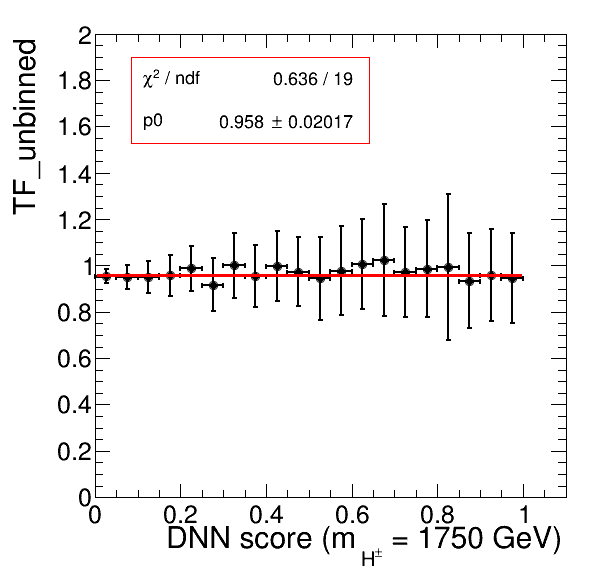 TF_unbinned
2
1.8
1.6
1.4
1.2
1
0.8
0.6
0.4
0.2
0
χ² / ndf 0.636 / 19
p0 0.958 ± 0.02017
0 0.2 0.4 0.6 0.8 1
DNN score (m_H± = 1750 GeV)